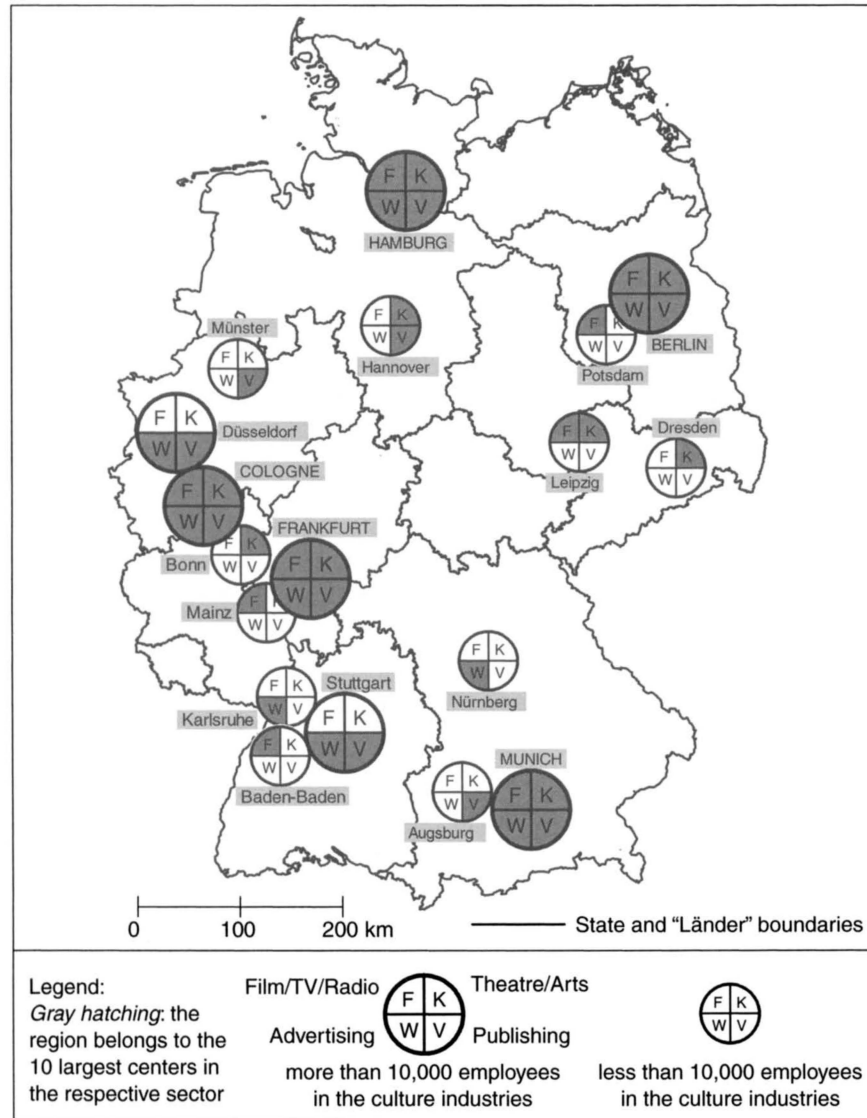 F K
W V
HAMBURG
F K
W V
BERLIN
F K
W V
Potsdam
F K
W V
Hannover
Münster
F K
W V
F K
W V
Düsseldorf
COLOGNE
F K
W V
F K
W V
Leipzig
Dresden
F K
W V
FRANKFURT
F K
W V
F K
W V
Bonn
F
W V
Mainz
F K
W V
Nürnberg
F K
W V
Karlsruhe
Stuttgart
F K
W V
F K
W V
Baden-Baden
MUNICH
F K
W V
F K
W V
Augsburg
0 100 200 km
State and “Länder” boundaries
Legend:
Gray hatching: the
region belongs to the
10 largest centers in
the respective sector
Film/TV/Radio F K Theatre/Arts
Advertising W V Publishing
more than 10,000 employees
in the culture industries
F K
W V
less than 10,000 employees
in the culture industries